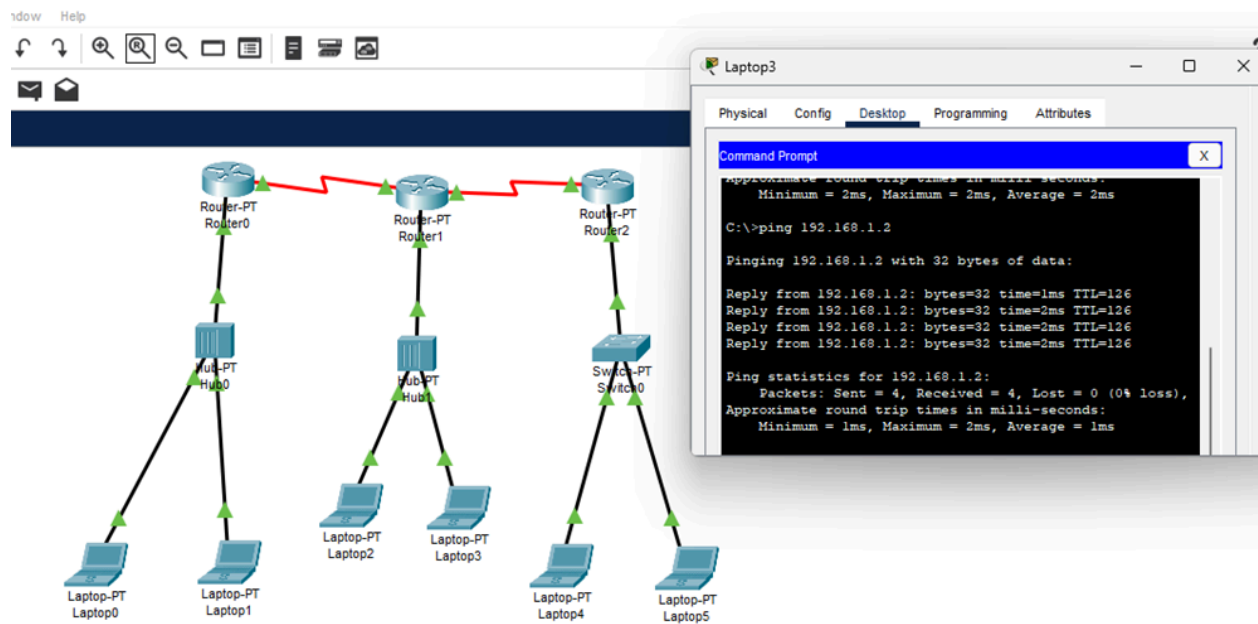 Help
Laptop3
Physical Config Desktop Programming Attributes
Command Prompt
X
Approximate round trip times in milli-seconds:
Minimum = 2ms, Maximum = 2ms, Average = 2ms
C:\>ping 192.168.1.2
Pinging 192.168.1.2 with 32 bytes of data:
Reply from 192.168.1.2: bytes=32 time=1ms TTL=126
Reply from 192.168.1.2: bytes=32 time=2ms TTL=126
Reply from 192.168.1.2: bytes=32 time=2ms TTL=126
Reply from 192.168.1.2: bytes=32 time=2ms TTL=126
Ping statistics for 192.168.1.2:
Packets: Sent = 4, Received = 4, Lost = 0 (0% loss),
Approximate round trip times in milli-seconds:
Minimum = 1ms, Maximum = 2ms, Average = 1ms
Router-PT
Router0
Router-PT
Router1
Router-PT
Router2
Hub-PT
Hub0
Hub-PT
Hub1
Switch-PT
Switch0
Laptop-PT
Laptop0
Laptop-PT
Laptop1
Laptop-PT
Laptop2
Laptop-PT
Laptop3
Laptop-PT
Laptop4
Laptop-PT
Laptop5